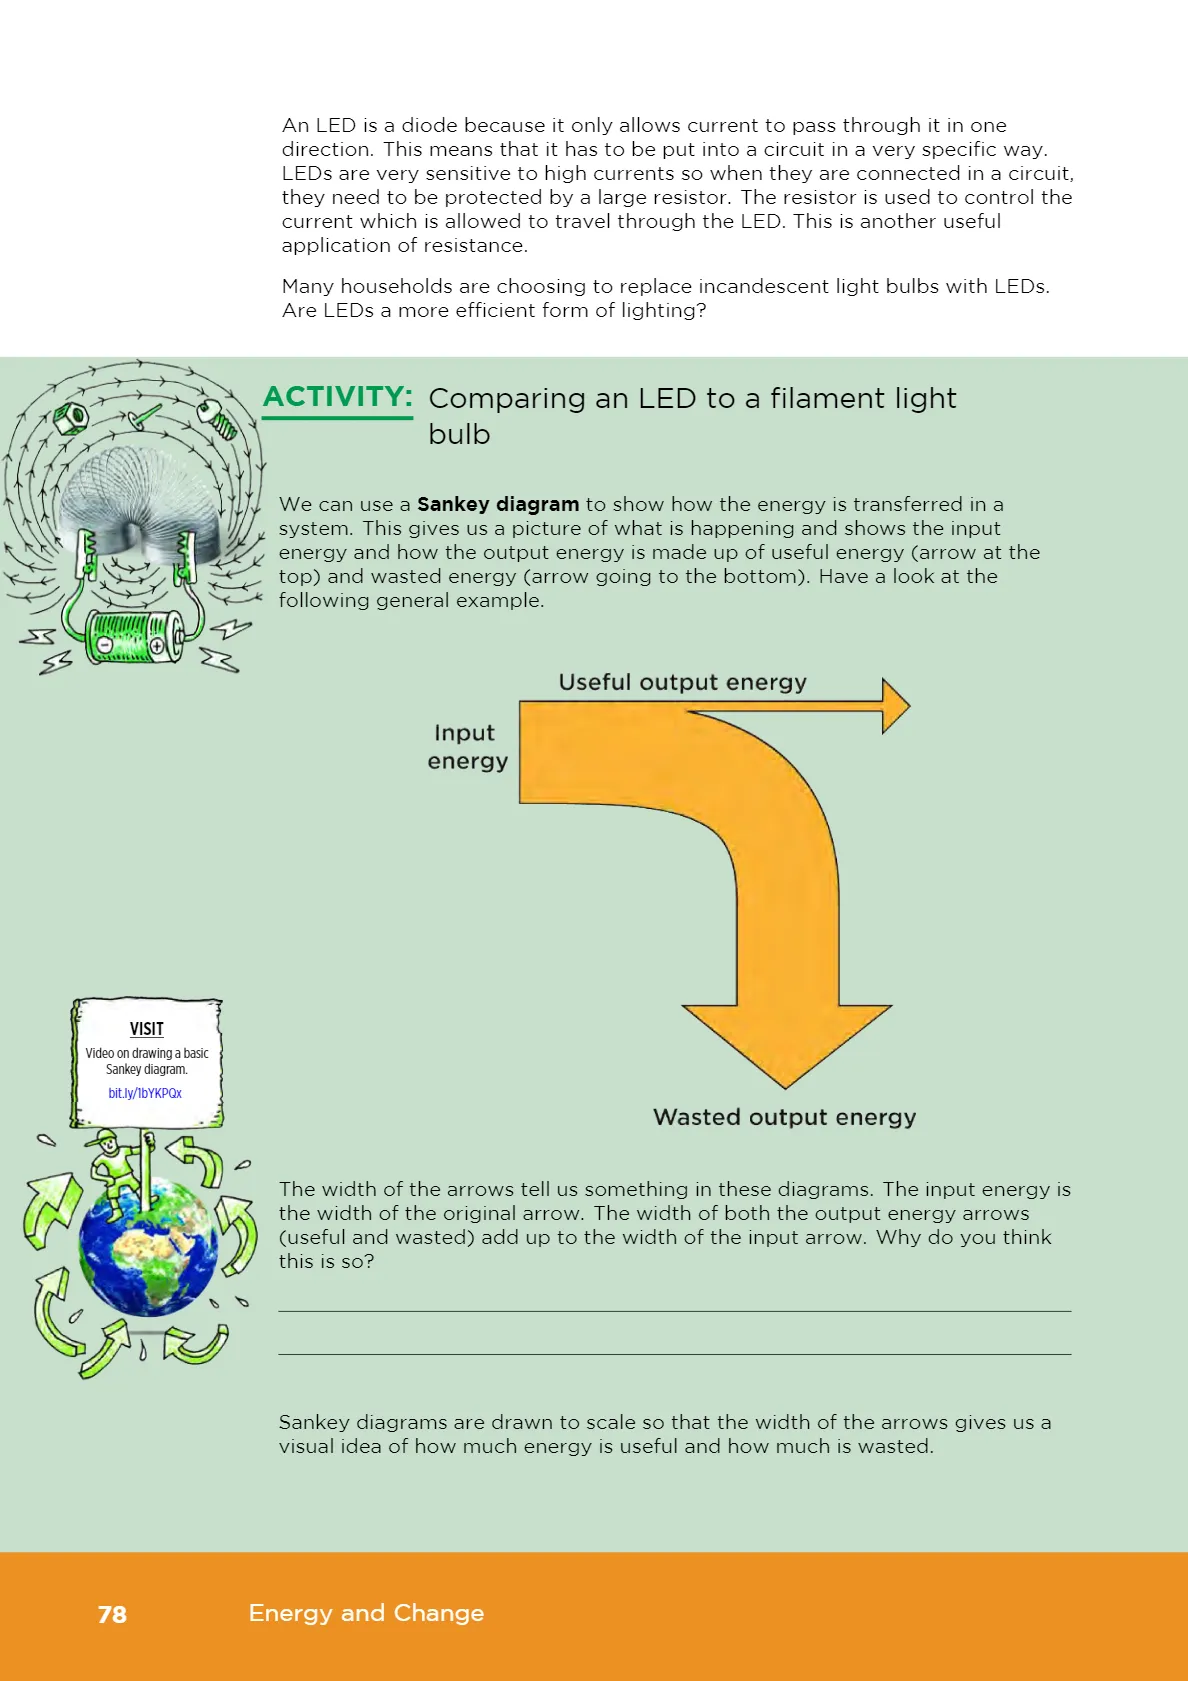 An LED is a diode because it only allows current to pass through it in one
direction. This means that it has to be put into a circuit in a very specific way.
LEDs are very sensitive to high currents so when they are connected in a circuit,
they need to be protected by a large resistor. The resistor is used to control the
current which is allowed to travel through the LED. This is another useful
application of resistance.
Many households are choosing to replace incandescent light bulbs with LEDs.
Are LEDs a more efficient form of lighting?
ACTIVITY: Comparing an LED to a filament light
bulb
We can use a Sankey diagram to show how the energy is transferred in a
system. This gives us a picture of what is happening and shows the input
energy and how the output energy is made up of useful energy (arrow at the
top) and wasted energy (arrow going to the bottom). Have a look at the
following general example.
Useful output energy
Input
energy
Wasted output energy
VISIT
Video on drawing a basic
Sankey diagram.
bit.ly/1bYKPQx
The width of the arrows tell us something in these diagrams. The input energy is
the width of the original arrow. The width of both the output energy arrows
(useful and wasted) add up to the width of the input arrow. Why do you think
this is so?
Sankey diagrams are drawn to scale so that the width of the arrows gives us a
visual idea of how much energy is useful and how much is wasted.
78 Energy and Change